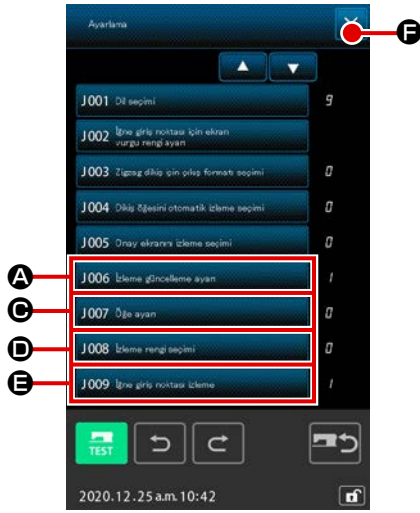 Ayarlama
F
J001 Dil seçimi 9
J002 İğne giriş noktası için ekran
vurgu rengi ayarı
J003 Zigzag dikiş için çıkış formatı seçimi 0
J004 Dikiş öğesini otomatik izleme seçimi 0
J005 Onay ekranını izleme seçimi 0
A J006 İzleme güncelleme ayarı 1
C J007 Öğe ayarı 0
D J008 İzleme rengi seçimi 0
E J009 İğne giriş noktası izleme 1
TEST
2020.12.25 a.m. 10:42